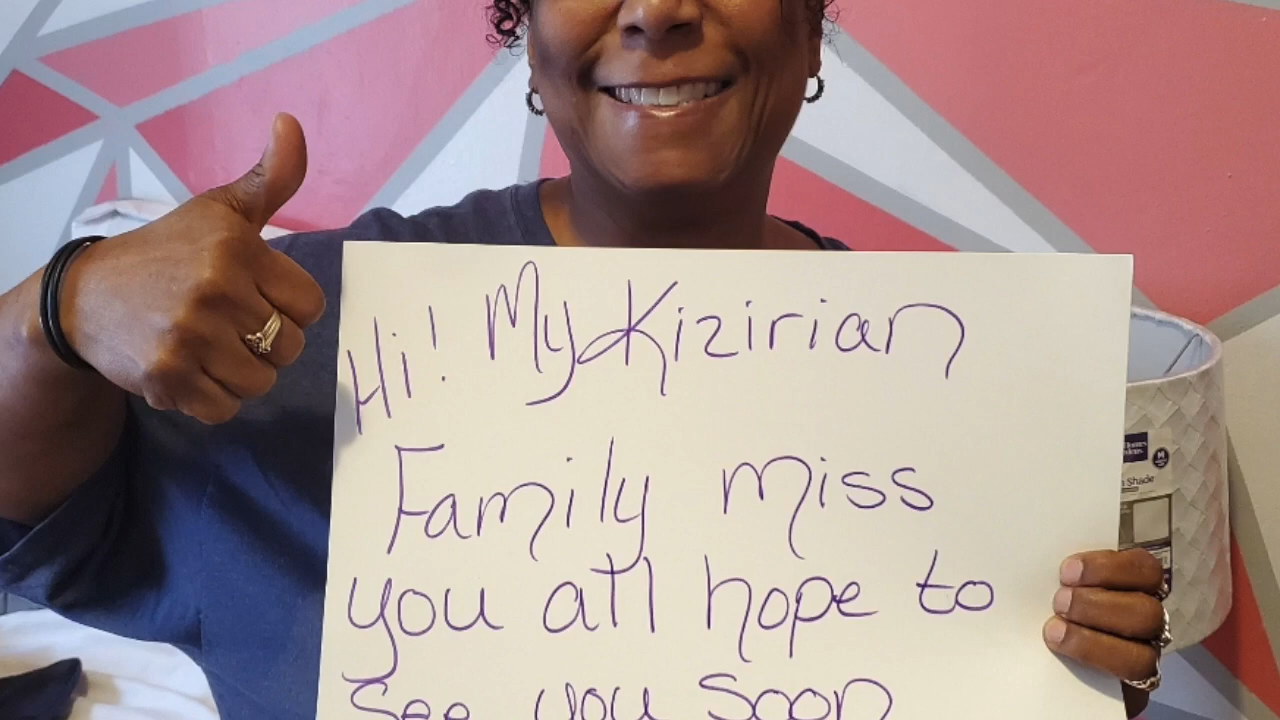 Hi! My Kizirian
Family miss
you all hope to
see you soon
Shade